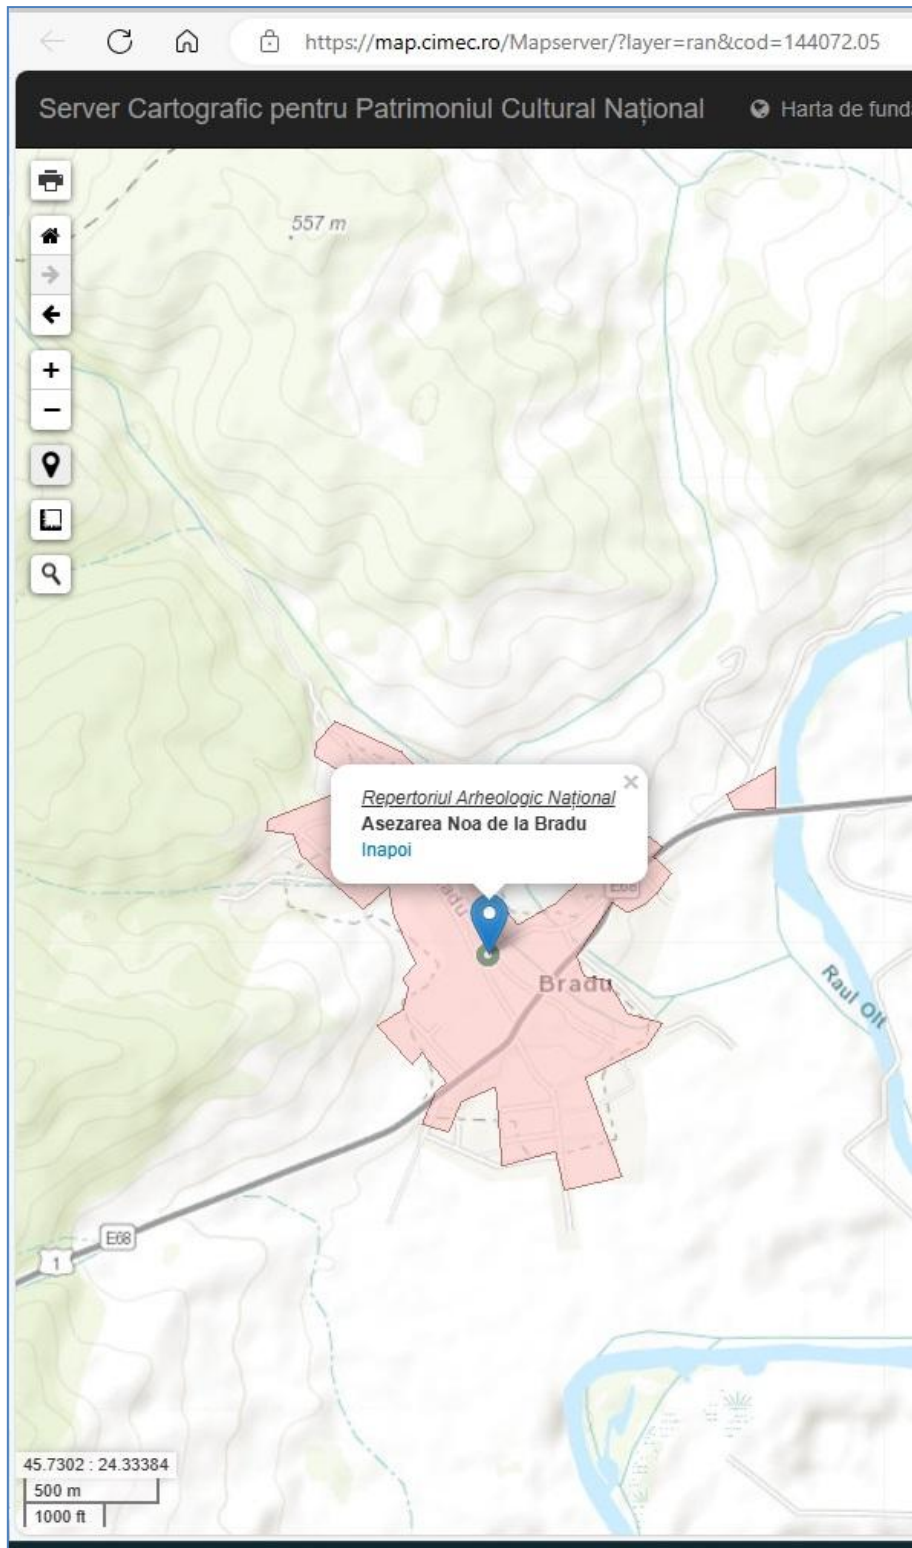 https://map.cimec.ro/Mapserver/?layer=ran&cod=144072.05
Server Cartografic pentru Patrimoniul Cultural Național
Harta de fund
557 m
Repertoriul Arheologic Național
Asezarea Noa de la Bradu
Inapoi
E68
Bradu
Raul Olt
E68
1
45.7302 : 24.33384
500 m
1000 ft